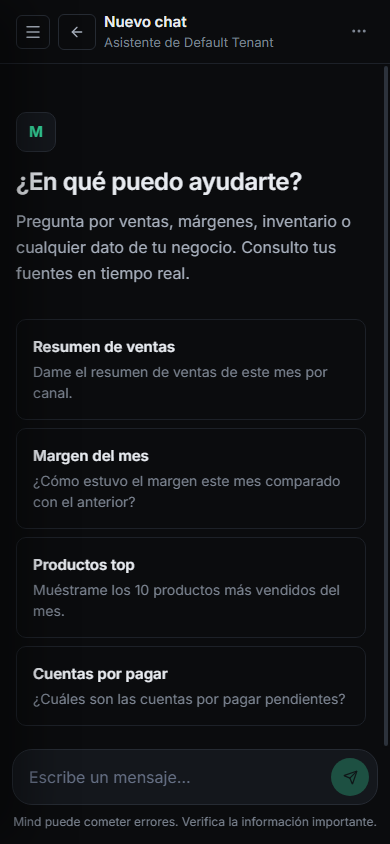 Nuevo chat
Asistente de Default Tenant
M
¿En qué puedo ayudarte?
Pregunta por ventas, márgenes, inventario o
cualquier dato de tu negocio. Consulto tus
fuentes en tiempo real.
Resumen de ventas
Dame el resumen de ventas de este mes por
canal.
Margen del mes
¿Cómo estuvo el margen este mes comparado
con el anterior?
Productos top
Muéstrame los 10 productos más vendidos del
mes.
Cuentas por pagar
¿Cuáles son las cuentas por pagar pendientes?
Escribe un mensaje...
Mind puede cometer errores. Verifica la información importante.